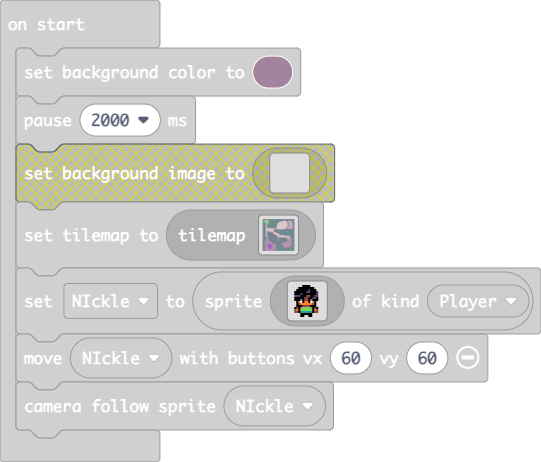 on start
set background color to
pause 2000 ms
set background image to
set tilemap to tilemap
set NIckle to sprite of kind Player
move NIckle with buttons vx 60 vy 60
camera follow sprite NIckle